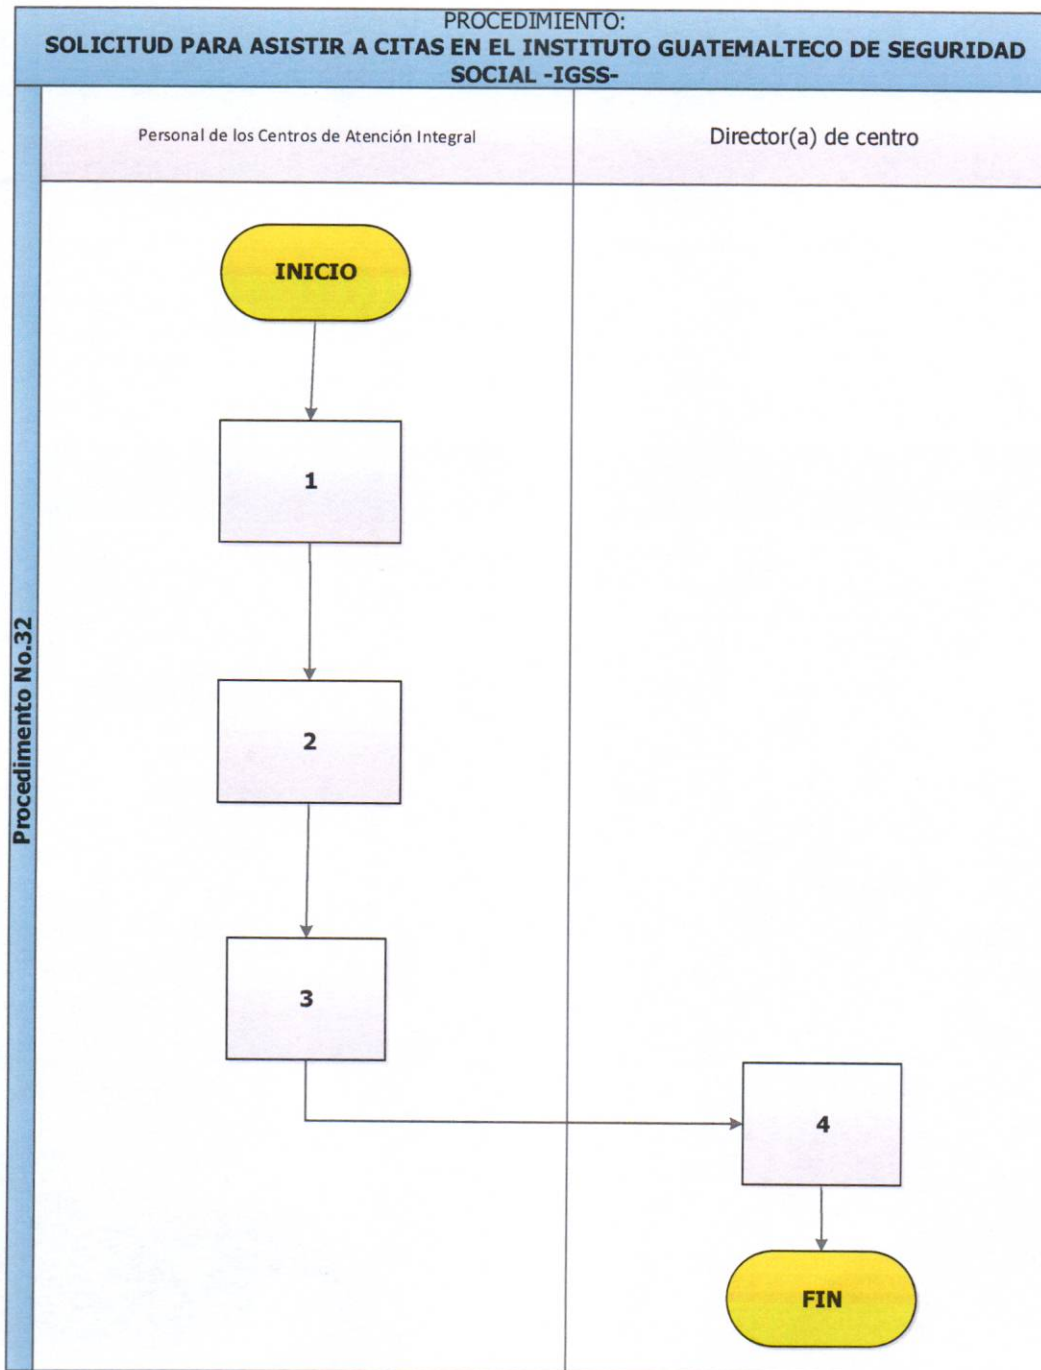 PROCEDIMIENTO:
SOLICITUD PARA ASISTIR A CITAS EN EL INSTITUTO GUATEMALTECO DE SEGURIDAD
SOCIAL -IGSS-
Procedimento No.32
Personal de los Centros de Atención Integral
Director(a) de centro
INICIO
1
2
3
4
FIN